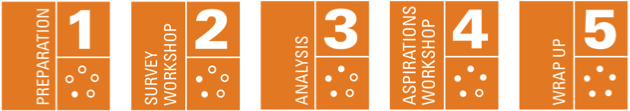 PREPARATION
1
SURVEY
WORKSHOP
2
ANALYSIS
3
ASPIRATIONS
WORKSHOP
4
WRAP UP
5